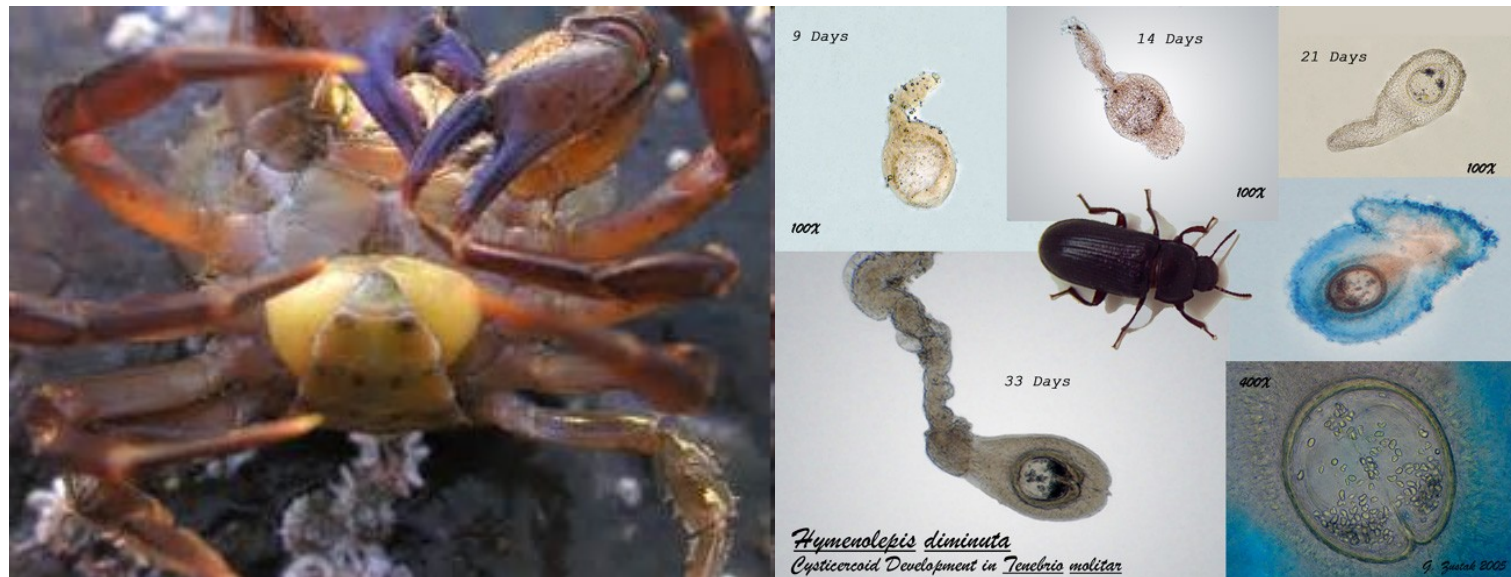 9 Days
14 Days
21 Days
100X
100X
100X
33 Days
400X
Hymenolepis diminuta
Cysticercoid Development in Tenebrio molitar
G. Zustak 2005